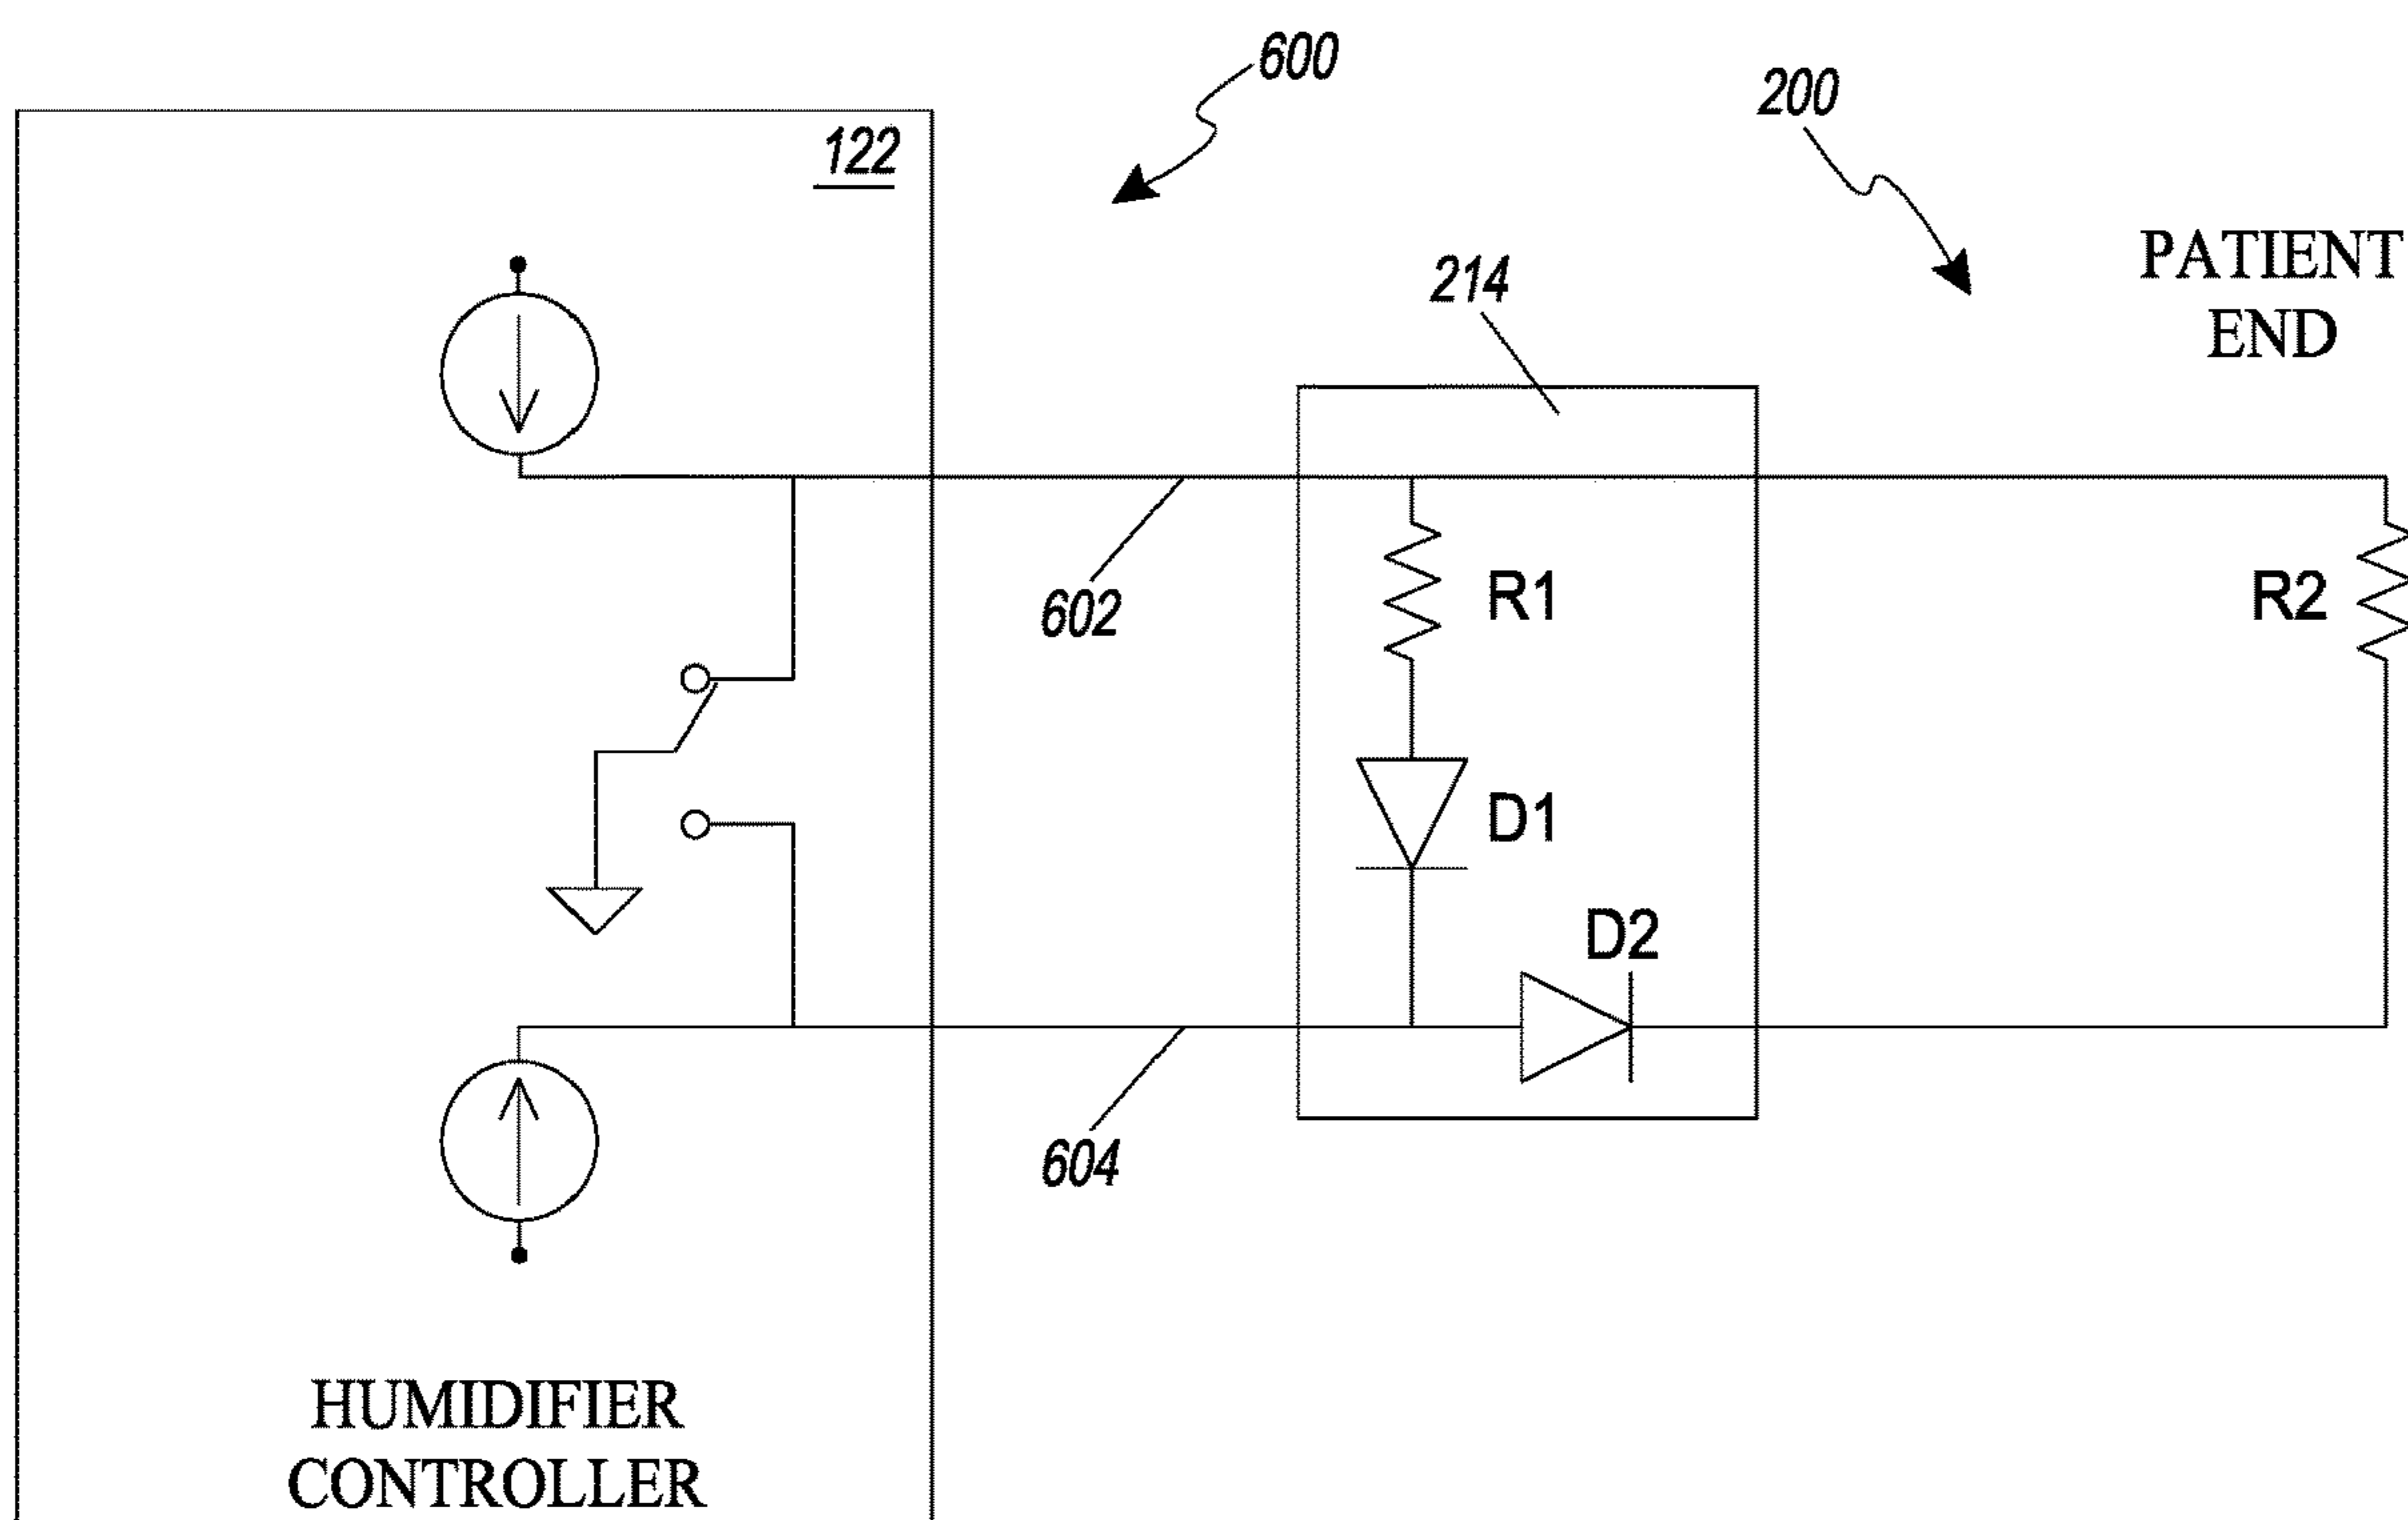 600
200
122
PATIENT
END
214
602
R1
R2
D1
D2
604
HUMIDIFIER
CONTROLLER